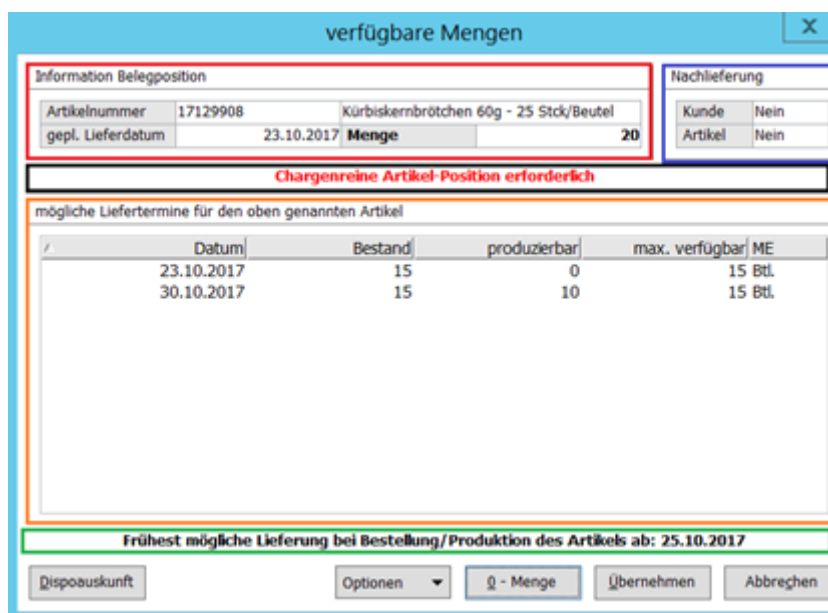 verfügbare Mengen
X
Information Belegposition
Nachlieferung
Artikelnummer 17129908 Kürbiskernbrötchen 60g - 25 Stck/Beutel
Kunde Nein
gepl. Lieferdatum 23.10.2017 Menge 20
Artikel Nein
Chargenreine Artikel-Position erforderlich
mögliche Liefertermine für den oben genannten Artikel
Datum Bestand produzierbar max. verfügbar ME
23.10.2017 15 0 15 Btl.
30.10.2017 15 10 15 Btl.
Frühest mögliche Lieferung bei Bestellung/Produktion des Artikels ab: 25.10.2017
Dispoauskunft Optionen 0 - Menge Übernehmen Abbrechen